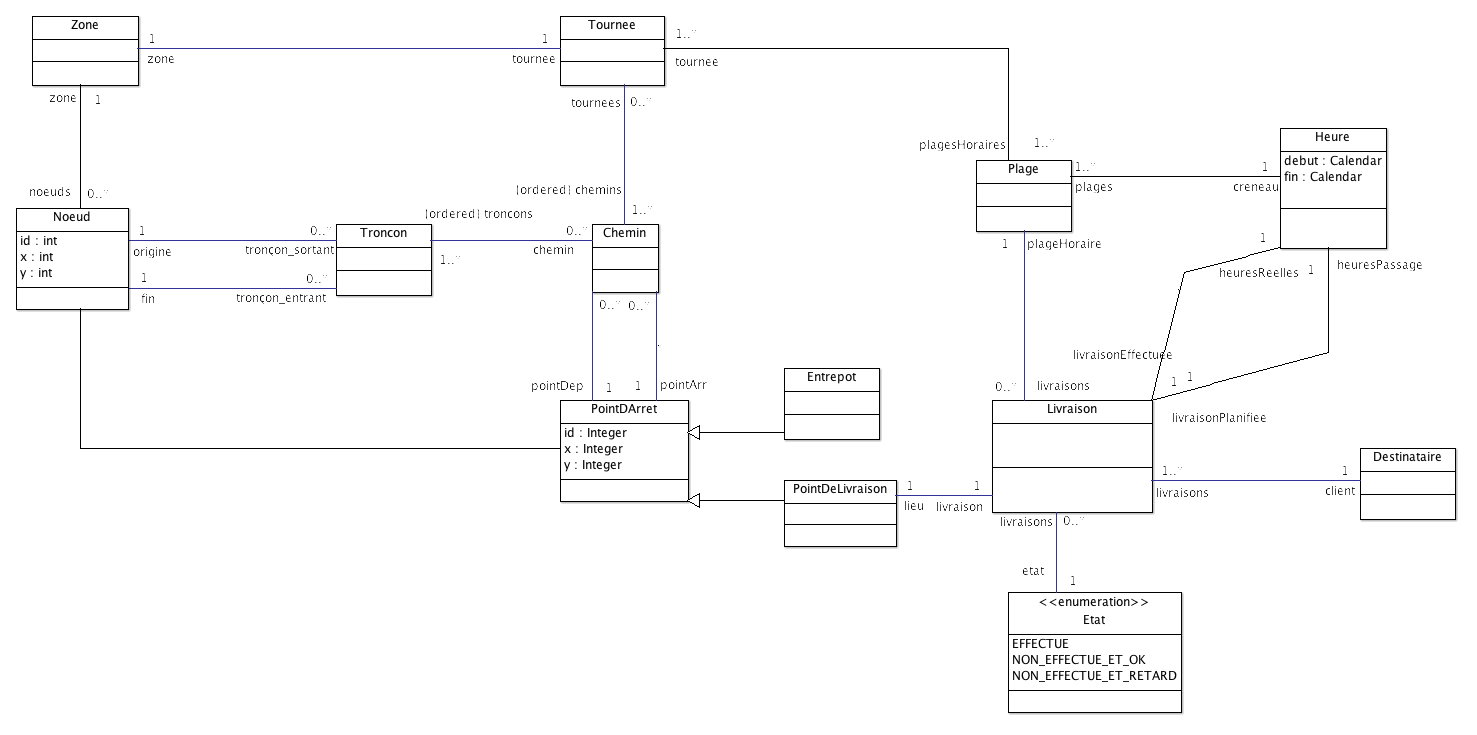 Zone
Tournee
1
zone
1
tournee
1..*
tournee
zone
1
tournees
0..*
plagesHoraires
1..*
Heure
debut : Calendar
fin : Calendar
Plage
1..*
plages
1
creneau
noeuds
0..*
{ordered} chemins
1..*
Noeud
id : int
x : int
y : int
1
origine
0..*
tronçon_sortant
Troncon
{ordered} troncons
1..*
0..*
chemin
Chemin
1
fin
0..*
tronçon_entrant
1
plageHoraire
1
heuresReelles
1
heuresPassage
0..*
0..*
pointDep
1
1
pointArr
livraisonEffectuee
1
1
livraisonPlanifiee
0..*
livraisons
PointDArret
id : Integer
x : Integer
y : Integer
Entrepot
PointDeLivraison
1
lieu
1
livraison
Livraison
1..*
livraisons
1
client
Destinataire
livraisons
0..*
etat
1
<<enumeration>>
Etat
EFFECTUE
NON_EFFECTUE_ET_OK
NON_EFFECTUE_ET_RETARD